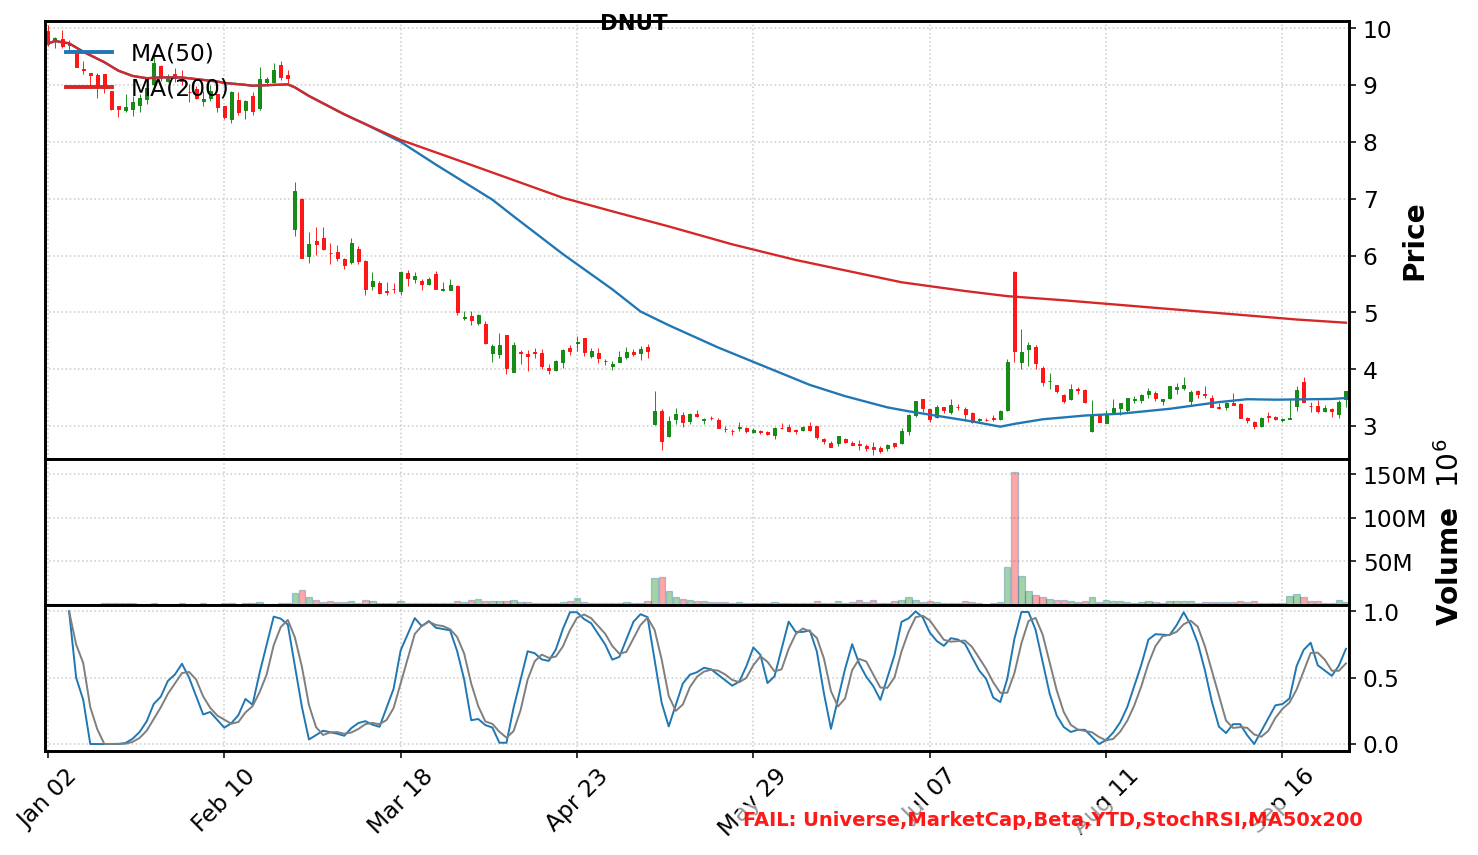 DNUT
MA(50)
MA(200)
10
9
8
7
6
5
4
3
Price
150M
100M
50M
Volume 10^6
1.0
0.5
0.0
Jan 02
Feb 10
Mar 18
Apr 23
May 29
Jul 07
Aug 11
Sep 16
FAIL: Universe,MarketCap,Beta,YTD,StochRSI,MA50x200